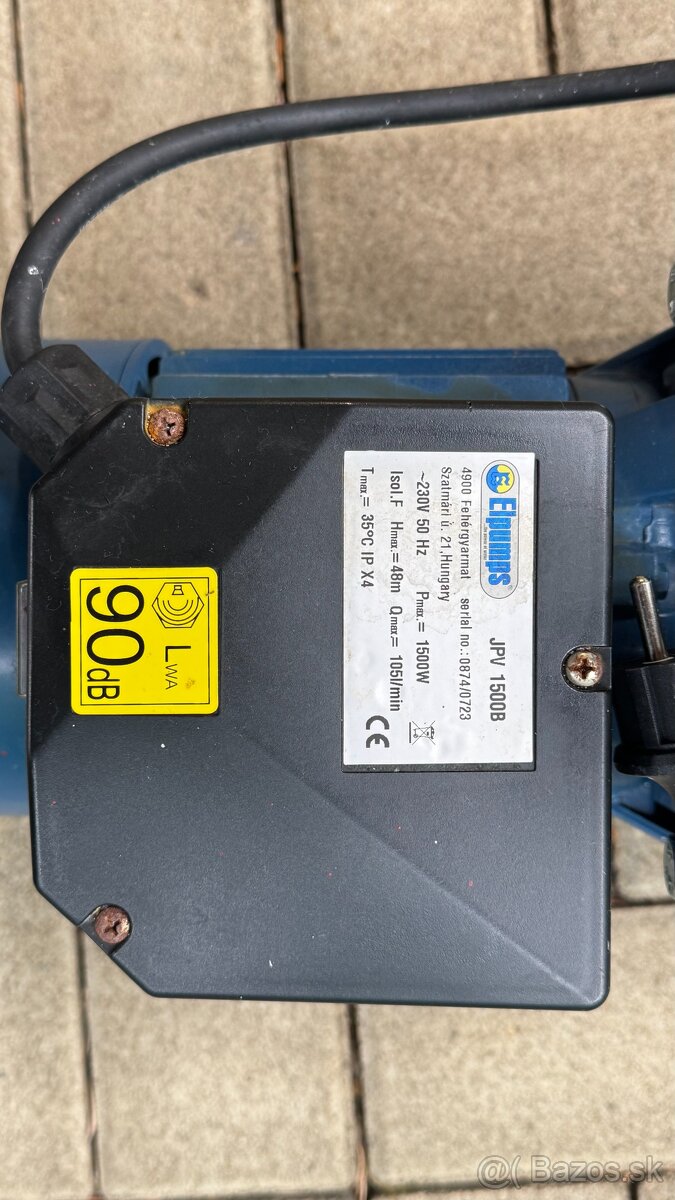 Elpumps
JPV 1500B
4900 Fehérgyarmat serial no.: 0874/0723
Szatmári ú. 21,Hungary
~230V 50 Hz Pmax= 1500W
Isol.F Hmax.= 48m Qmax= 105l/min
Tmax= 35°C IP X4
CE
LWA
90dB
@( Bazos.sk